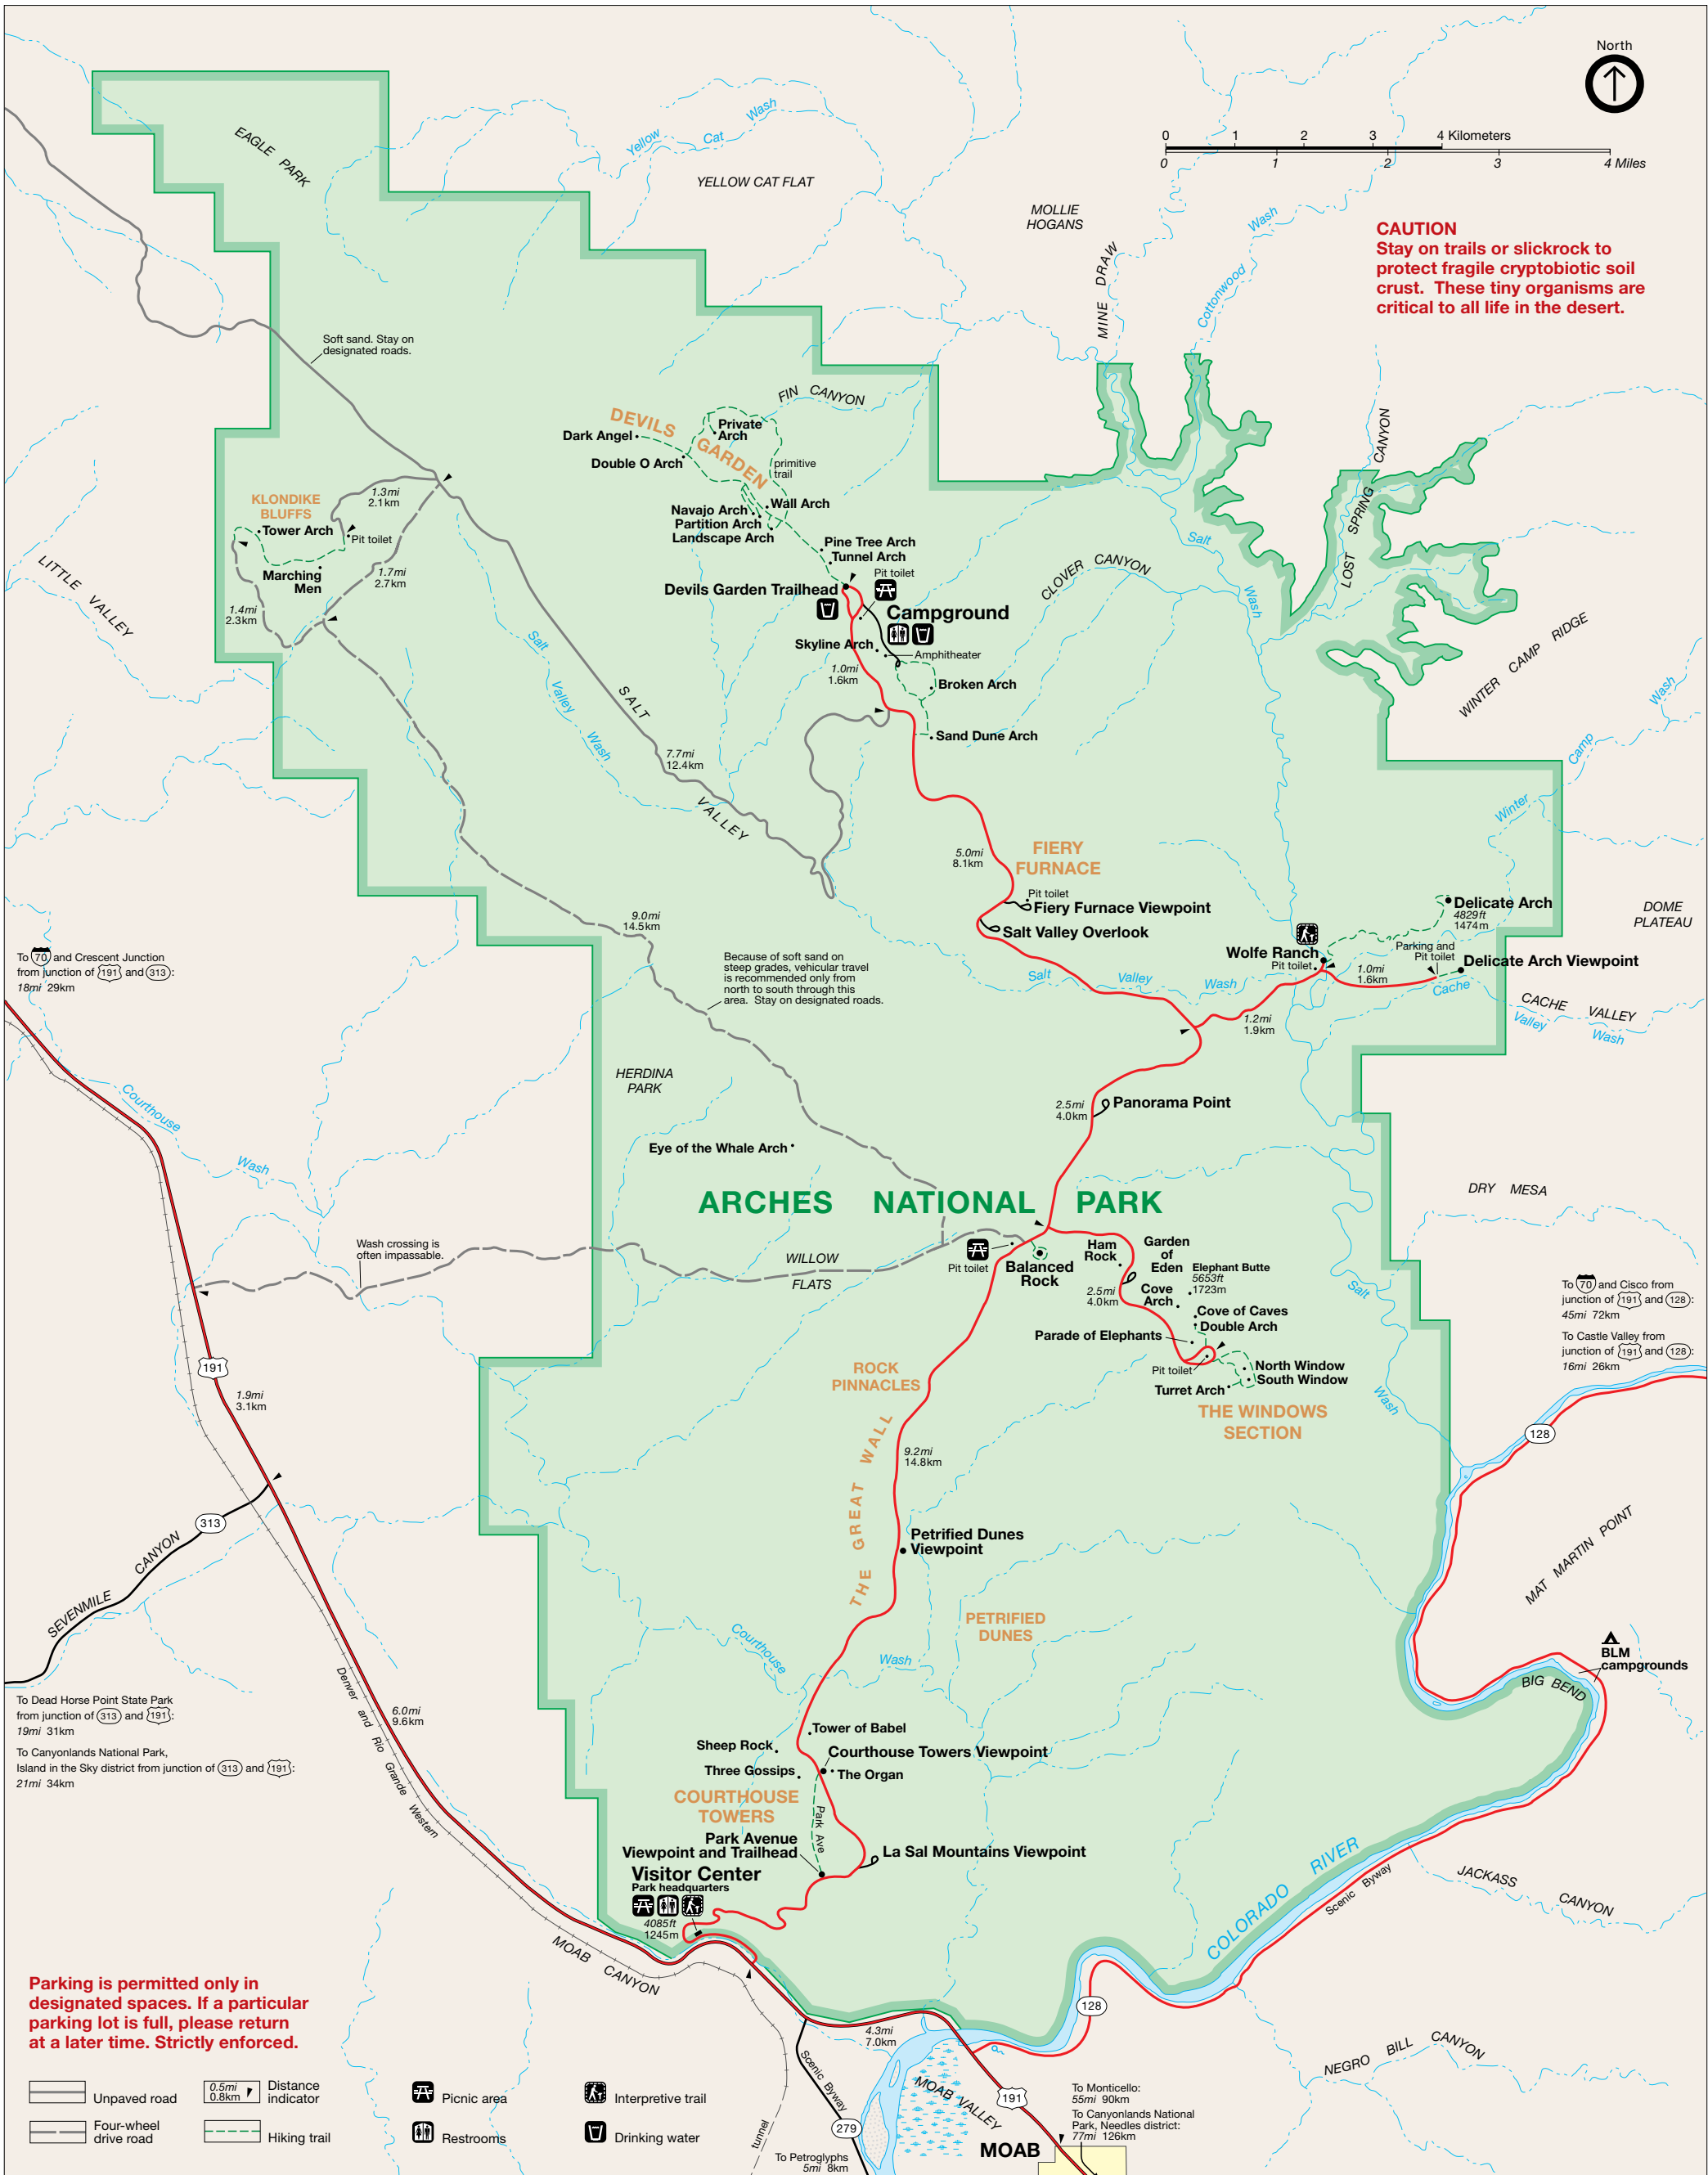 North
0 1 2 3 4 Kilometers
0 1 2 3 4 Miles
CAUTION
Stay on trails or slickrock to
protect fragile cryptobiotic soil
crust. These tiny organisms are
critical to all life in the desert.
EAGLE PARK
Yellow Cat Wash
YELLOW CAT FLAT
MOLLIE
HOGANS
MINE DRAW
Cottonwood Wash
Soft sand. Stay on
designated roads.
FIN CANYON
DEVILS GARDEN
Private
Arch
Dark Angel
Double O Arch
primitive
trail
Wall Arch
Navajo Arch
Partition Arch
Landscape Arch
Pine Tree Arch
Tunnel Arch
Pit toilet
Devils Garden Trailhead
Campground
Skyline Arch
Amphitheater
1.0mi
1.6km
Broken Arch
Sand Dune Arch
KLONDIKE
BLUFFS
Tower Arch
Pit toilet
Marching
Men
1.3mi
2.1km
1.7mi
2.7km
1.4mi
2.3km
LITTLE VALLEY
Salt Valley Wash
SALT VALLEY
7.7mi
12.4km
CLOVER CANYON
Salt Wash
LOST SPRING CANYON
WINTER CAMP RIDGE
Winter Camp Wash
5.0mi
8.1km
FIERY
FURNACE
Pit toilet
Fiery Furnace Viewpoint
Salt Valley Overlook
Delicate Arch
4829ft
1474m
DOME
PLATEAU
Wolfe Ranch
Pit toilet
Parking and
Pit toilet
Delicate Arch Viewpoint
1.0mi
1.6km
Salt Valley Wash
Cache Valley Wash
CACHE VALLEY
1.2mi
1.9km
9.0mi
14.5km
Because of soft sand on
steep grades, vehicular travel
is recommended only from
north to south through this
area. Stay on designated roads.
To 70 and Crescent Junction
from junction of 191 and 313:
18mi 29km
Courthouse Wash
HERDINA
PARK
Eye of the Whale Arch
2.5mi
4.0km
Panorama Point
ARCHES NATIONAL PARK
DRY MESA
Wash crossing is
often impassable.
WILLOW
FLATS
Pit toilet
Balanced
Rock
Ham
Rock
Garden
of
Eden
Elephant Butte
5653ft
1723m
2.5mi
4.0km
Cove
Arch
Cove of Caves
Double Arch
Parade of Elephants
Pit toilet
North Window
South Window
Turret Arch
THE WINDOWS
SECTION
Salt Wash
To 70 and Cisco from
junction of 191 and 128:
45mi 72km
To Castle Valley from
junction of 191 and 128:
16mi 26km
191
1.9mi
3.1km
ROCK
PINNACLES
THE GREAT WALL
9.2mi
14.8km
128
313
SEVENMILE CANYON
Petrified Dunes
Viewpoint
PETRIFIED
DUNES
MAT MARTIN POINT
BLM
campgrounds
BIG BEND
Courthouse Wash
To Dead Horse Point State Park
from junction of 313 and 191:
19mi 31km
To Canyonlands National Park,
Island in the Sky district from junction of 313 and 191:
21mi 34km
Denver and Rio Grande Western
6.0mi
9.6km
Tower of Babel
Sheep Rock
Courthouse Towers Viewpoint
Three Gossips
The Organ
COURTHOUSE
TOWERS
Park Ave
Park Avenue
Viewpoint and Trailhead
La Sal Mountains Viewpoint
Visitor Center
Park headquarters
4085ft
1245m
COLORADO RIVER
Scenic Byway
JACKASS CANYON
MOAB CANYON
128
NEGRO BILL CANYON
4.3mi
7.0km
Scenic Byway
279
tunnel
To Petroglyphs
5mi 8km
MOAB VALLEY
191
MOAB
To Monticello:
55mi 90km
To Canyonlands National
Park, Needles district:
77mi 126km
Parking is permitted only in
designated spaces. If a particular
parking lot is full, please return
at a later time. Strictly enforced.
Unpaved road
Four-wheel
drive road
0.5mi
0.8km
Distance
indicator
Hiking trail
Picnic area
Restrooms
Interpretive trail
Drinking water